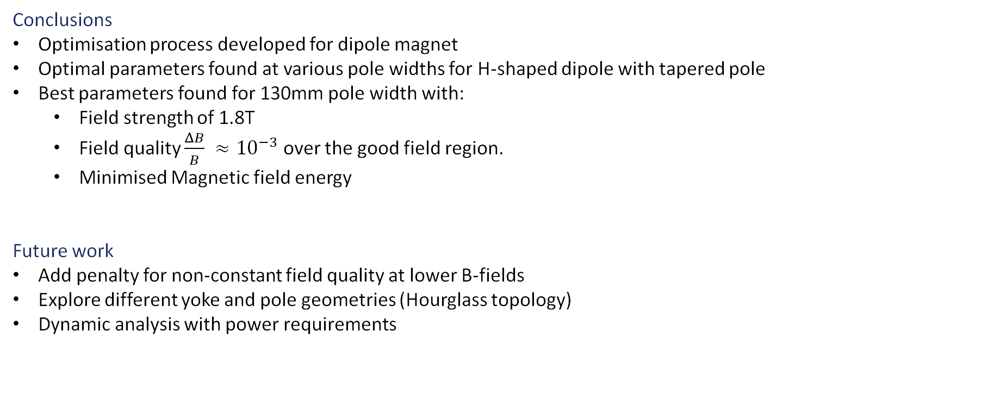 Conclusions
• Optimisation process developed for dipole magnet
• Optimal parameters found at various pole widths for H-shaped dipole with tapered pole
• Best parameters found for 130mm pole width with:
• Field strength of 1.8T
• Field quality ΔB/B ≈ 10⁻³ over the good field region.
• Minimised Magnetic field energy
Future work
• Add penalty for non-constant field quality at lower B-fields
• Explore different yoke and pole geometries (Hourglass topology)
• Dynamic analysis with power requirements